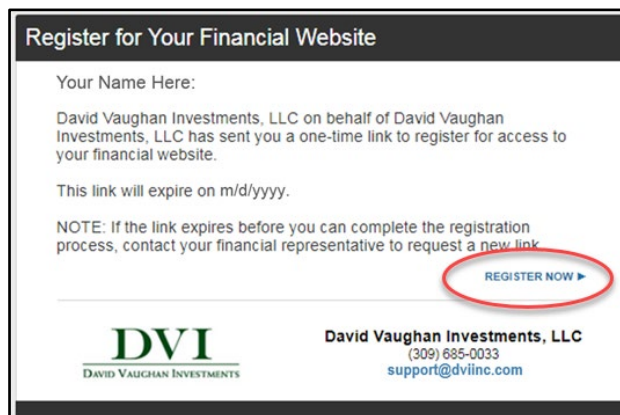 Register for Your Financial Website
Your Name Here:
David Vaughan Investments, LLC on behalf of David Vaughan
Investments, LLC has sent you a one-time link to register for access to
your financial website.
This link will expire on m/d/yyyy.
NOTE: If the link expires before you can complete the registration
process, contact your financial representative to request a new link.
REGISTER NOW ▶
DVI
DAVID VAUGHAN INVESTMENTS
David Vaughan Investments, LLC
(309) 685-0033
support@dviinc.com